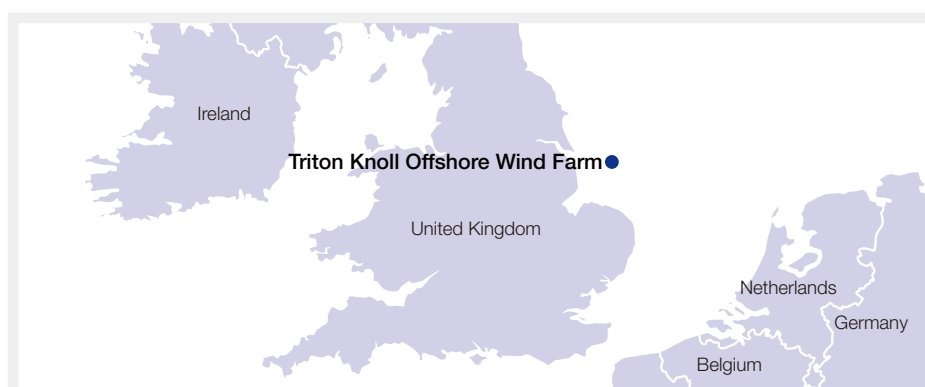 Ireland
Triton Knoll Offshore Wind Farm
United Kingdom
Netherlands
Germany
Belgium